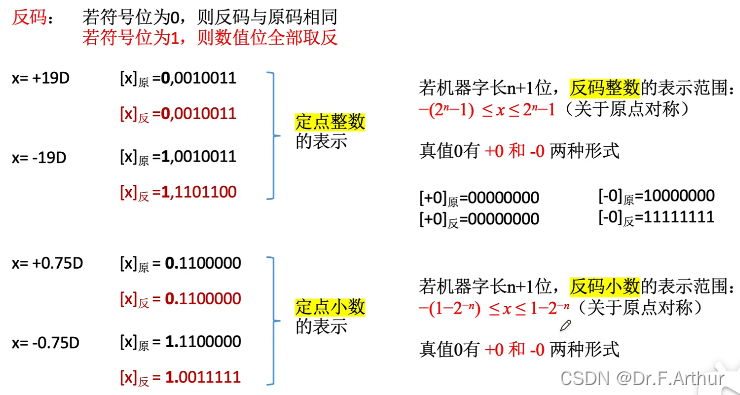 反码： 若符号位为0，则反码与原码相同
若符号位为1，则数值位全部取反
x= +19D [x]原 =0,0010011
[x]反 =0,0010011
x= -19D [x]原 =1,0010011
[x]反 = 1,1101100
定点整数
的表示
x= +0.75D [x]原 = 0.1100000
[x]反 = 0.1100000
x= -0.75D [x]原 = 1.1100000
[x]反 = 1.0011111
定点小数
的表示
若机器字长n+1位，反码整数的表示范围：
−(2ⁿ−1) ≤ x ≤ 2ⁿ−1（关于原点对称）
真值0有 +0 和 -0 两种形式
[+0]原=00000000 [-0]原=10000000
[+0]反=00000000 [-0]反=11111111
若机器字长n+1位，反码小数的表示范围：
−(1−2⁻ⁿ) ≤ x ≤ 1−2⁻ⁿ（关于原点对称）
真值0有 +0 和 -0 两种形式
CSDN @Dr.F.Arthur